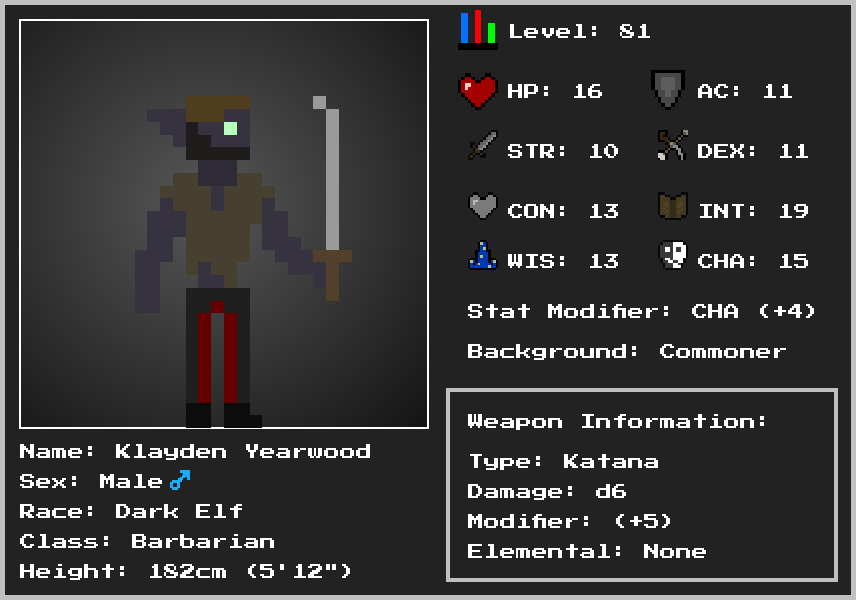 Level: 81
HP: 16
AC: 11
STR: 10
DEX: 11
CON: 13
INT: 19
WIS: 13
CHA: 15
Stat Modifier: CHA (+4)
Background: Commoner
Weapon Information:
Type: Katana
Damage: d6
Modifier: (+5)
Elemental: None
Name: Klayden Yearwood
Sex: Male♂
Race: Dark Elf
Class: Barbarian
Height: 182cm (5'12")